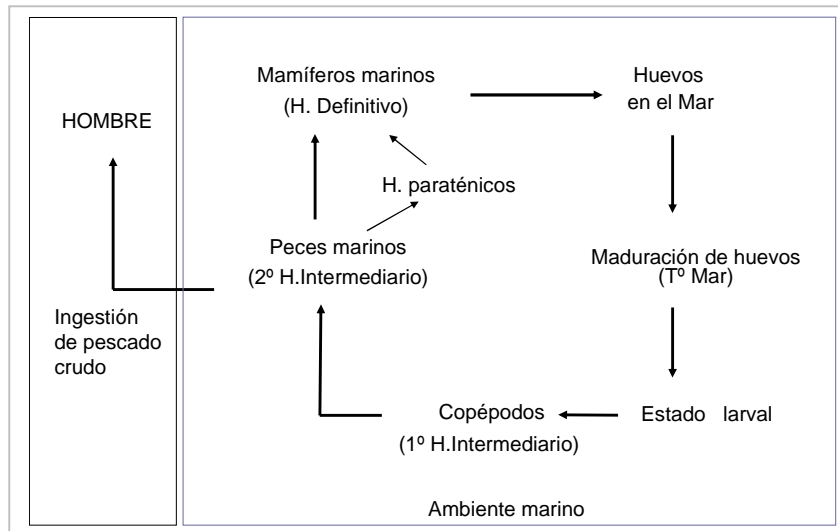 Mamíferos marinos
(H. Definitivo)
Huevos
en el Mar
HOMBRE
H. paraténicos
Peces marinos
(2º H.Intermediario)
Maduración de huevos
(Tº Mar)
Ingestión
de pescado
crudo
Copépodos
(1º H.Intermediario)
Estado larval
Ambiente marino